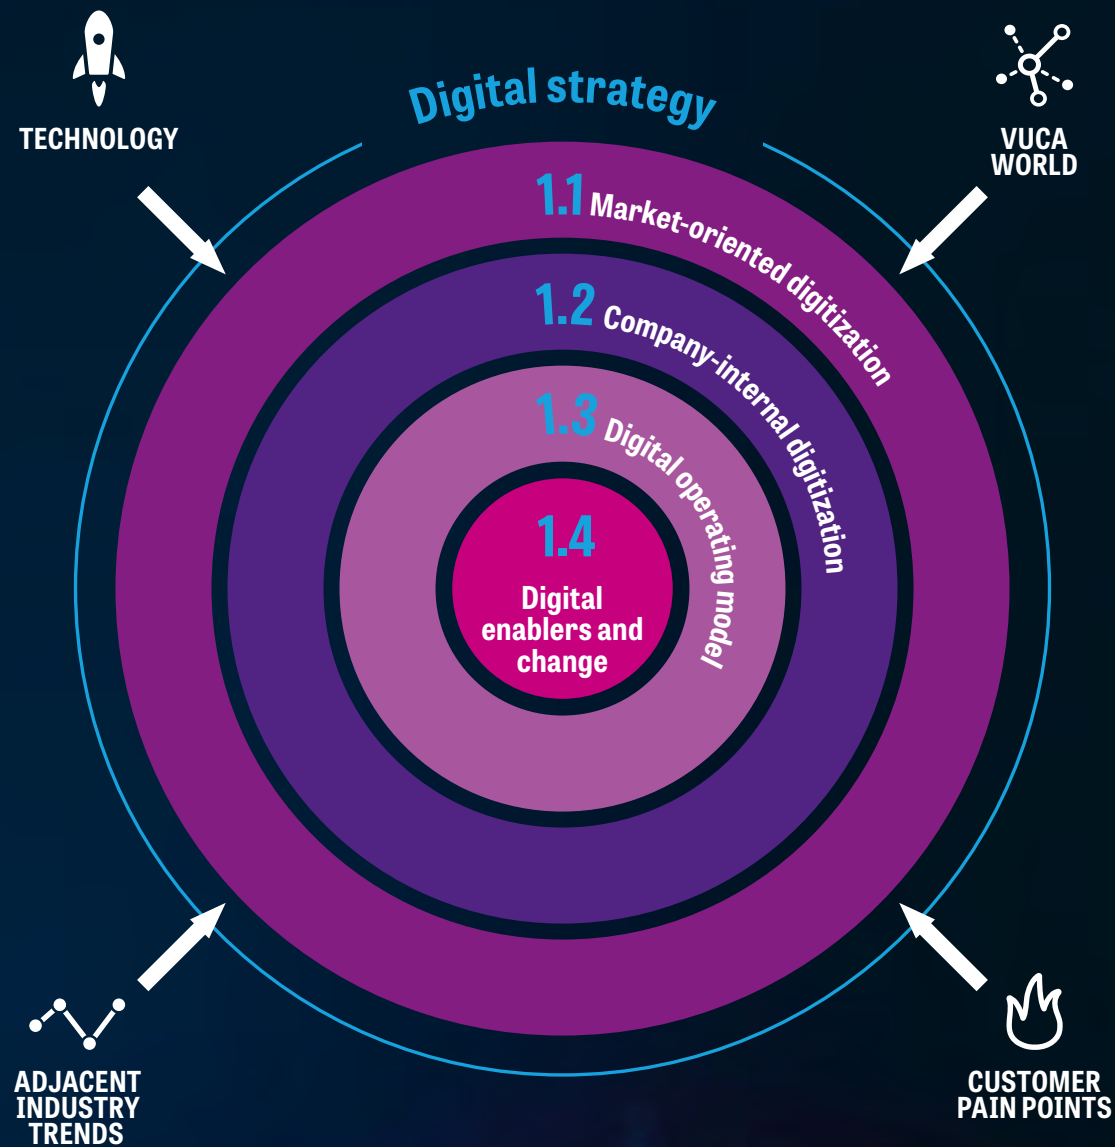 TECHNOLOGY
VUCA
WORLD
Digital strategy
1.1 Market-oriented digitization
1.2 Company-internal digitization
1.3 Digital operating model
1.4
Digital
enablers and
change
ADJACENT
INDUSTRY
TRENDS
CUSTOMER
PAIN POINTS